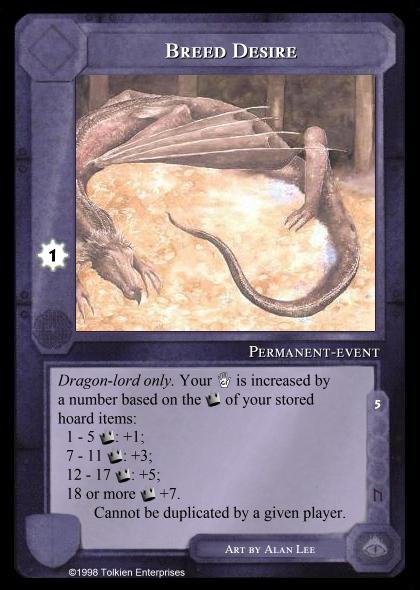 Breed Desire
1
Permanent-event
Dragon-lord only. Your is increased by
a number based on the of your stored
hoard items:
1 - 5 : +1;
7 - 11 : +3;
12 - 17 : +5;
18 or more +7.
Cannot be duplicated by a given player.
5
Art by Alan Lee
©1998 Tolkien Enterprises